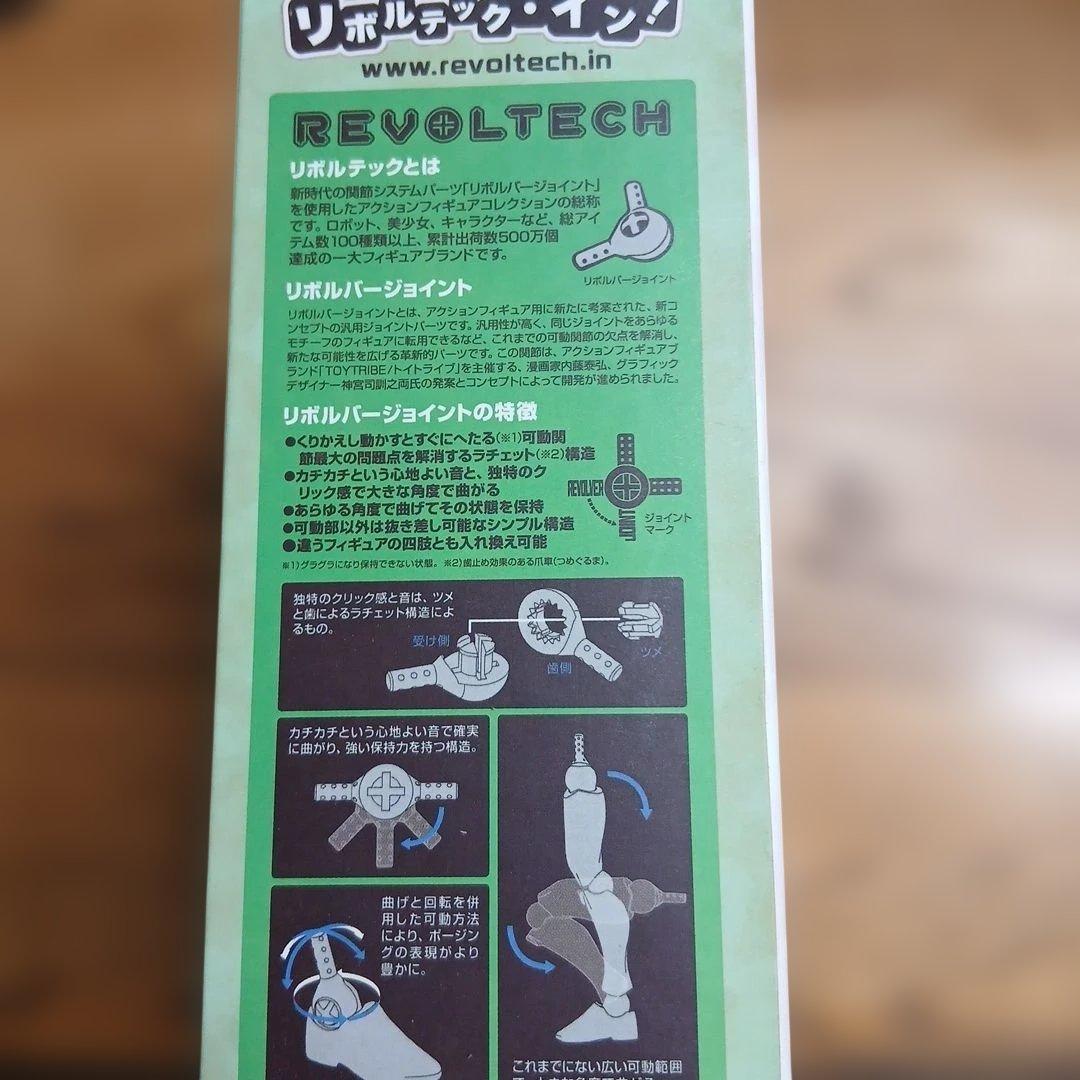 リボルテック・イン!
www.revoltech.in
REVOLTECH
リボルテックとは
新時代の関節システムパーツ「リボルバージョイント」
を使用したアクションフィギュアコレクションの総称
です。ロボット、美少女、キャラクターなど、総アイ
テム数100種類以上、累計出荷数500万個
達成の一大フィギュアブランドです。
リボルバージョイント
リボルバージョイント
リボルバージョイントとは、アクションフィギュア用に新たに考案された、新コ
ンセプトの汎用ジョイントパーツです。汎用性が高く、同じジョイントをあらゆる
モチーフのフィギュアに転用できるなど、これまでの可動関節の欠点を解消し、
新たな可能性を広げる革新的パーツです。この関節は、アクションフィギュアブ
ランド「TOYTRIBE/トイトライブ」を主催する、漫画家内藤泰弘、グラフィック
デザイナー神宮司訓之両氏の発案とコンセプトによって開発が進められました。
リボルバージョイントの特徴
●くりかえし動かすとすぐにへたる(※1)可動関
節最大の問題点を解消するラチェット(※2)構造
●カチカチという心地よい音と、独特のク
リック感で大きな角度で曲がる
●あらゆる角度で曲げてその状態を保持
●可動部以外は抜き差し可能なシンプル構造
●違うフィギュアの四肢とも入れ換え可能
REVOLVER
JOINT
ジョイント
マーク
※1)グラグラになり保持できない状態。※2)歯止め効果のある爪車(つめぐるま)。
独特のクリック感と音は、ツメ
と歯によるラチェット構造によ
るもの。
受け側
歯側
ツメ
カチカチという心地よい音で確実
に曲がり、強い保持力を持つ構造。
曲げと回転を併
用した可動方法
により、ポージン
グの表現がより
豊かに。
これまでにない広い可動範囲